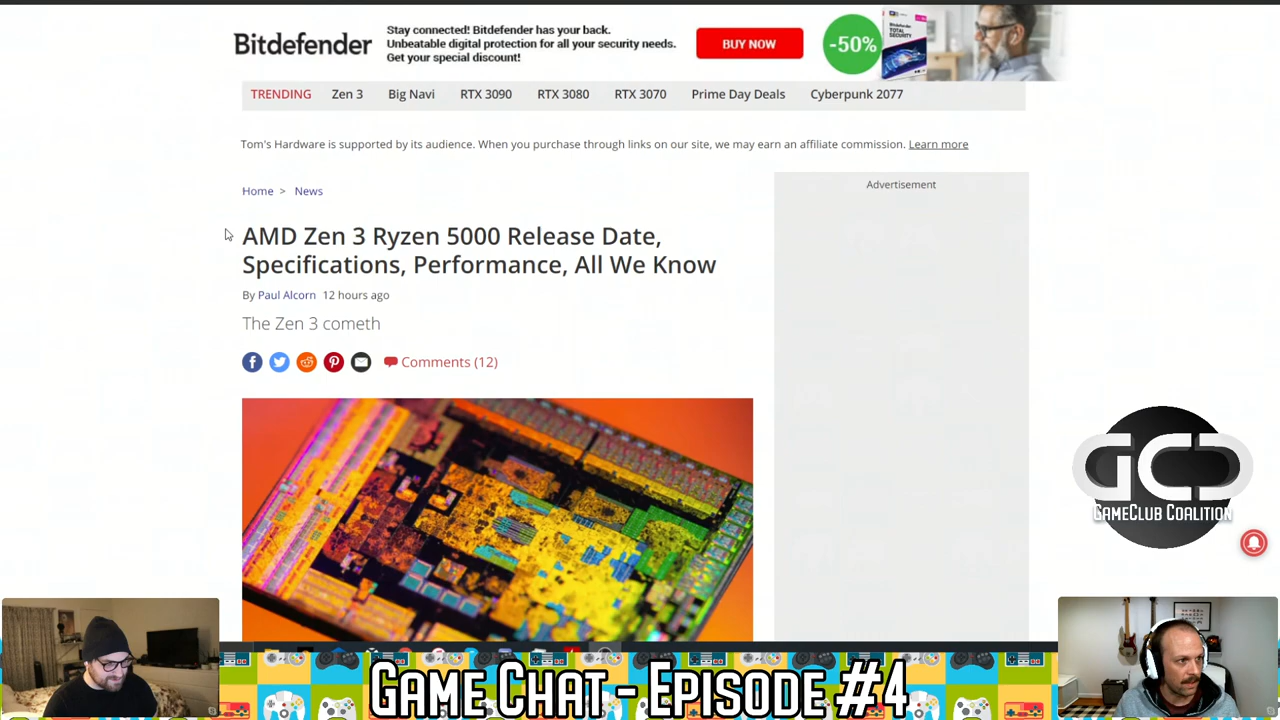 Bitdefender
Stay connected! Bitdefender has your back.
Unbeatable digital protection for all your security needs.
Get your special discount!
BUY NOW
-50%
TRENDING Zen 3 Big Navi RTX 3090 RTX 3080 RTX 3070 Prime Day Deals Cyberpunk 2077
Tom's Hardware is supported by its audience. When you purchase through links on our site, we may earn an affiliate commission. Learn more
Home > News
Advertisement
AMD Zen 3 Ryzen 5000 Release Date,
Specifications, Performance, All We Know
By Paul Alcorn 12 hours ago
The Zen 3 cometh
Comments (12)
GCC
GAMECLUB COALITION
GAME CHAT - EPISODE #4